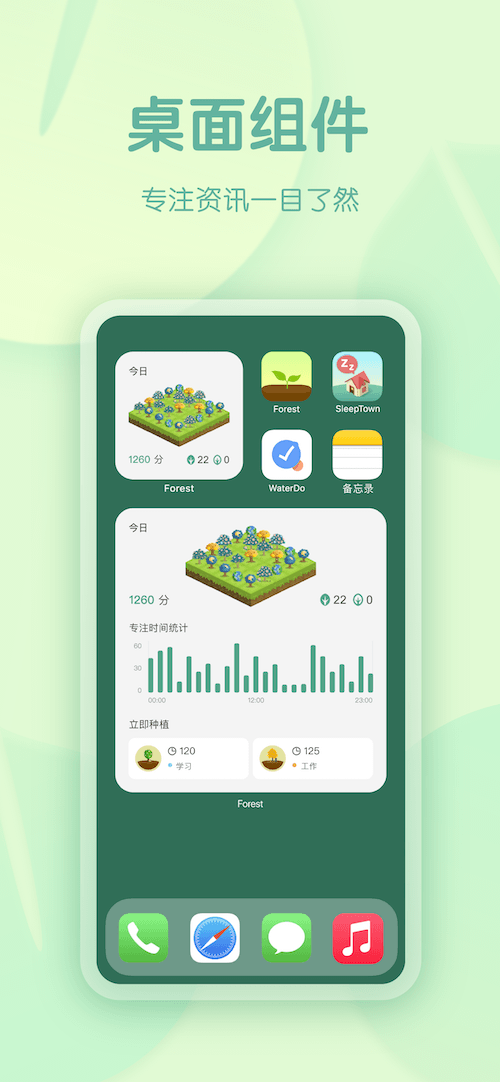 桌面组件
专注资讯一目了然
今日
1260 分 22 0
Forest
Forest
SleepTown
WaterDo
备忘录
今日
1260 分 22 0
专注时间统计
60
30
0
00:00 12:00 23:00
立即种植
120
学习
125
工作
Forest